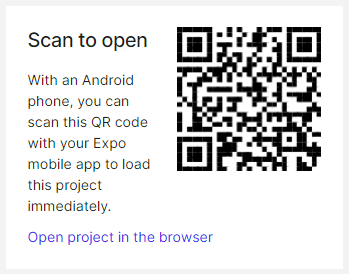 Scan to open
With an Android
phone, you can
scan this QR code
with your Expo
mobile app to load
this project
immediately.
Open project in the browser